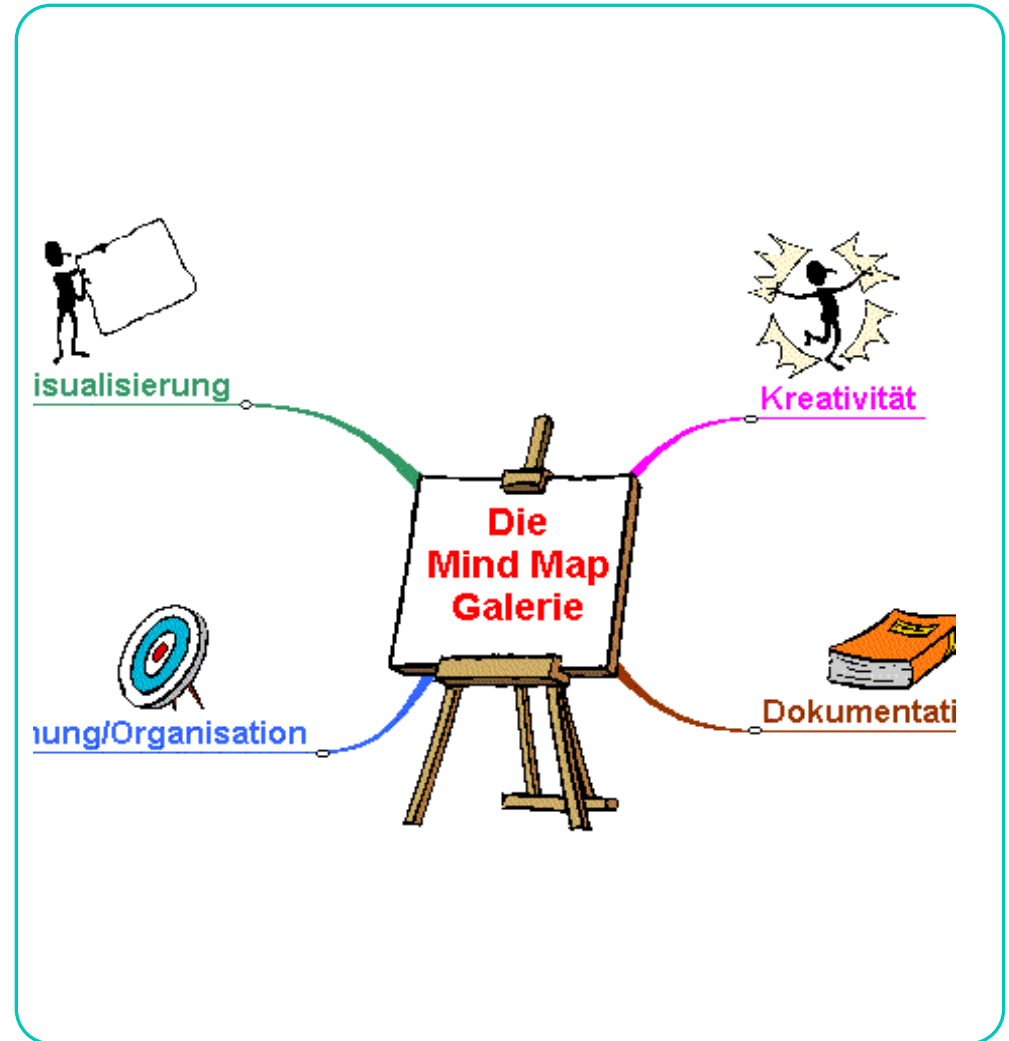 isualisierung
Kreativität
Die
Mind Map
Galerie
Dokumentati
nung/Organisation